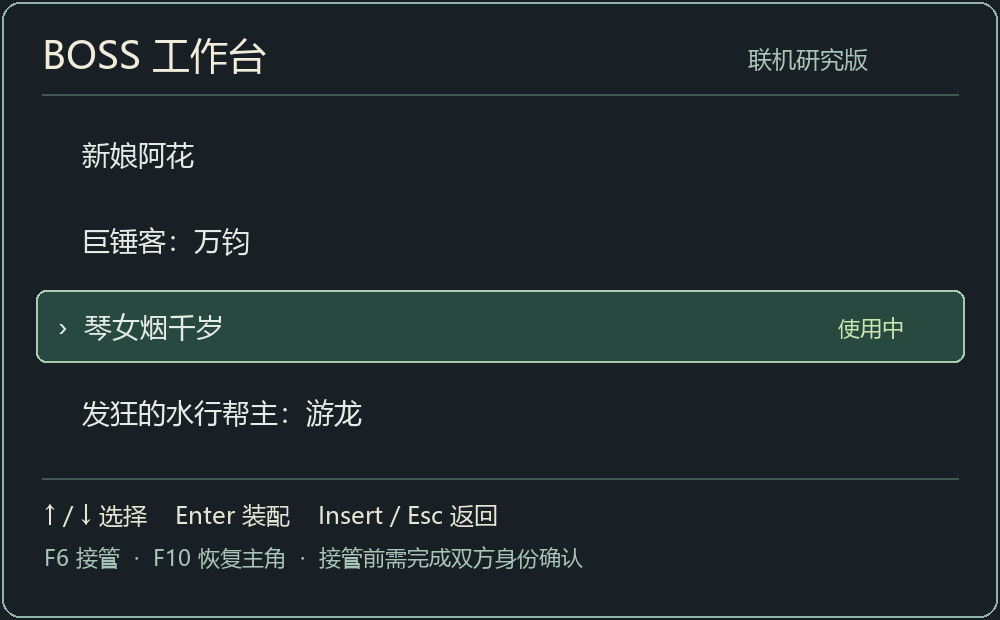 BOSS 工作台
联机研究版
新娘阿花
巨锤客：万钧
› 琴女烟千岁 使用中
发狂的水行帮主：游龙
↑/↓选择 Enter 装配 Insert / Esc 返回
F6 接管 · F10 恢复主角 · 接管前需完成双方身份确认